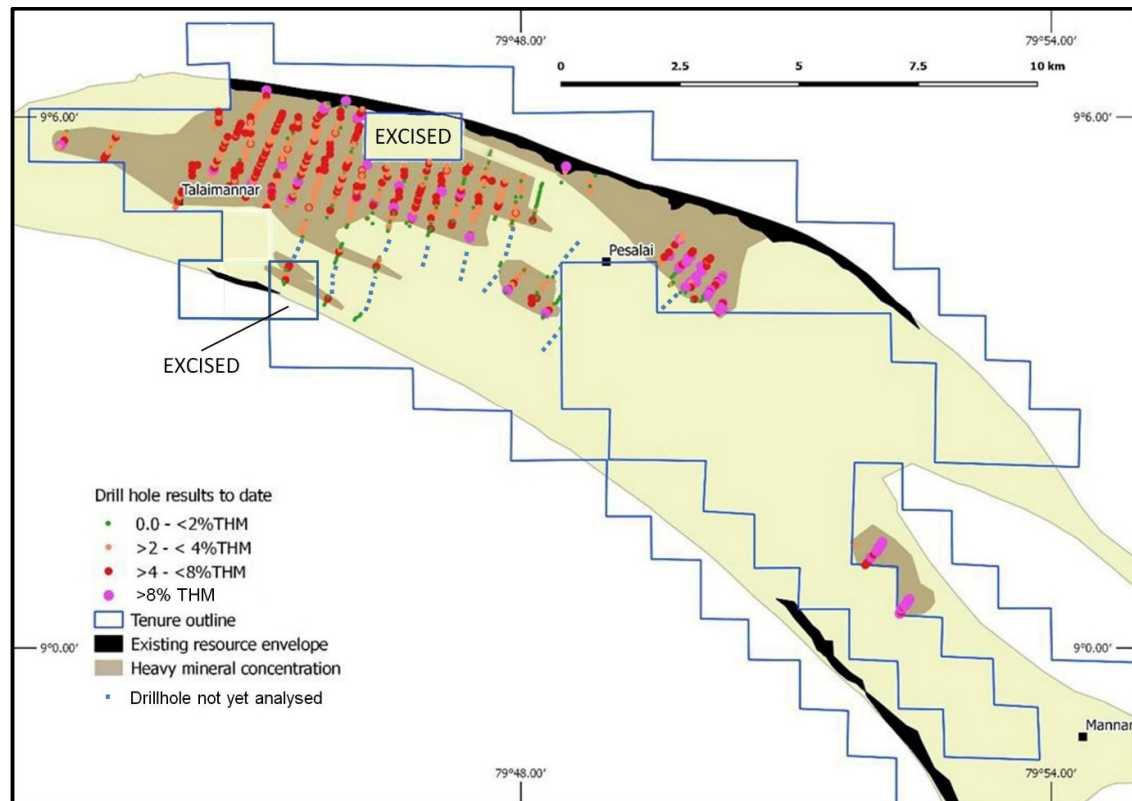 79°48.00' 79°54.00'
0 2.5 5 7.5 10 km
9°6.00' 9°6.00'
EXCISED
Talaimannar
Pesalai
EXCISED
Drill hole results to date
0.0 - <2%THM
>2 - < 4%THM
>4 - <8%THM
>8% THM
Tenure outline
Existing resource envelope
Heavy mineral concentration
Drillhole not yet analysed
9°0.00' 9°0.00'
Mannar
79°48.00' 79°54.00'